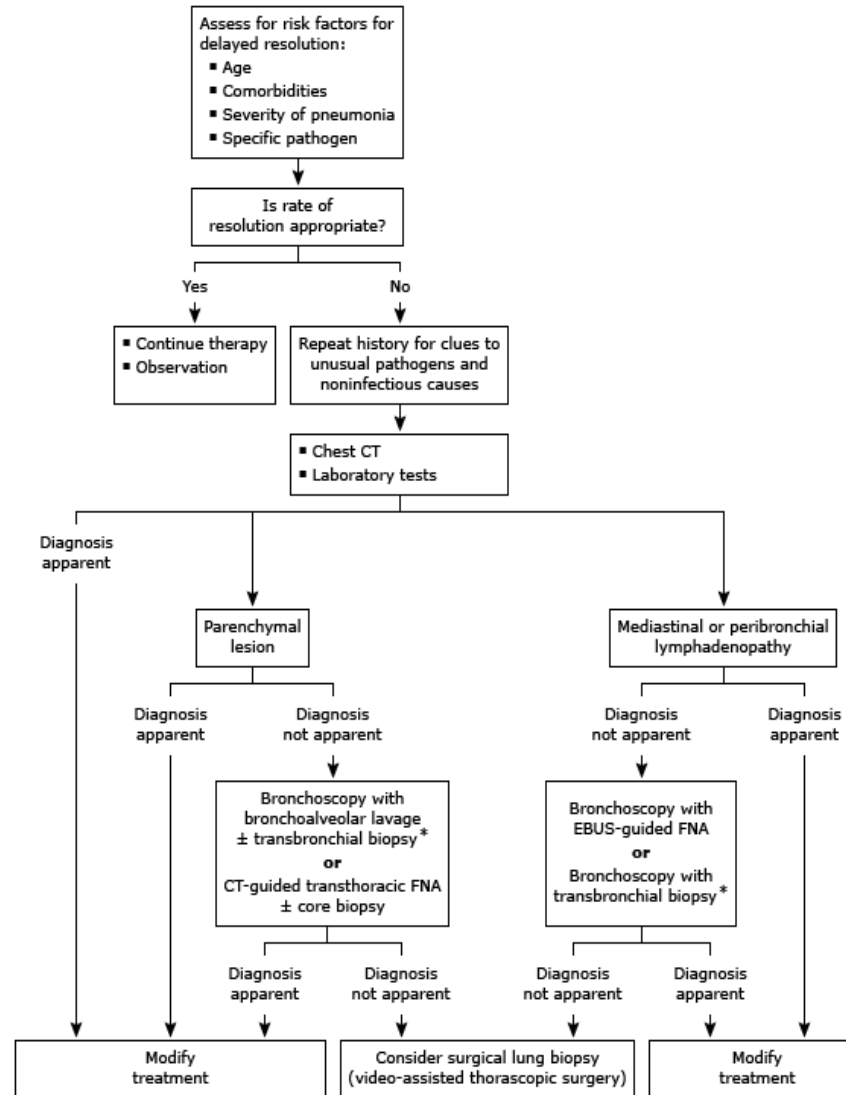 Assess for risk factors for
delayed resolution:
▪ Age
▪ Comorbidities
▪ Severity of pneumonia
▪ Specific pathogen
Is rate of
resolution appropriate?
Yes
No
▪ Continue therapy
▪ Observation
Repeat history for clues to
unusual pathogens and
noninfectious causes
▪ Chest CT
▪ Laboratory tests
Diagnosis
apparent
Parenchymal
lesion
Mediastinal or peribronchial
lymphadenopathy
Diagnosis
apparent
Diagnosis
not apparent
Diagnosis
not apparent
Diagnosis
apparent
Bronchoscopy with
bronchoalveolar lavage
± transbronchial biopsy*
or
CT-guided transthoracic FNA
± core biopsy
Bronchoscopy with
EBUS-guided FNA
or
Bronchoscopy with
transbronchial biopsy*
Diagnosis
apparent
Diagnosis
not apparent
Diagnosis
not apparent
Diagnosis
apparent
Modify
treatment
Consider surgical lung biopsy
(video-assisted thorascopic surgery)
Modify
treatment